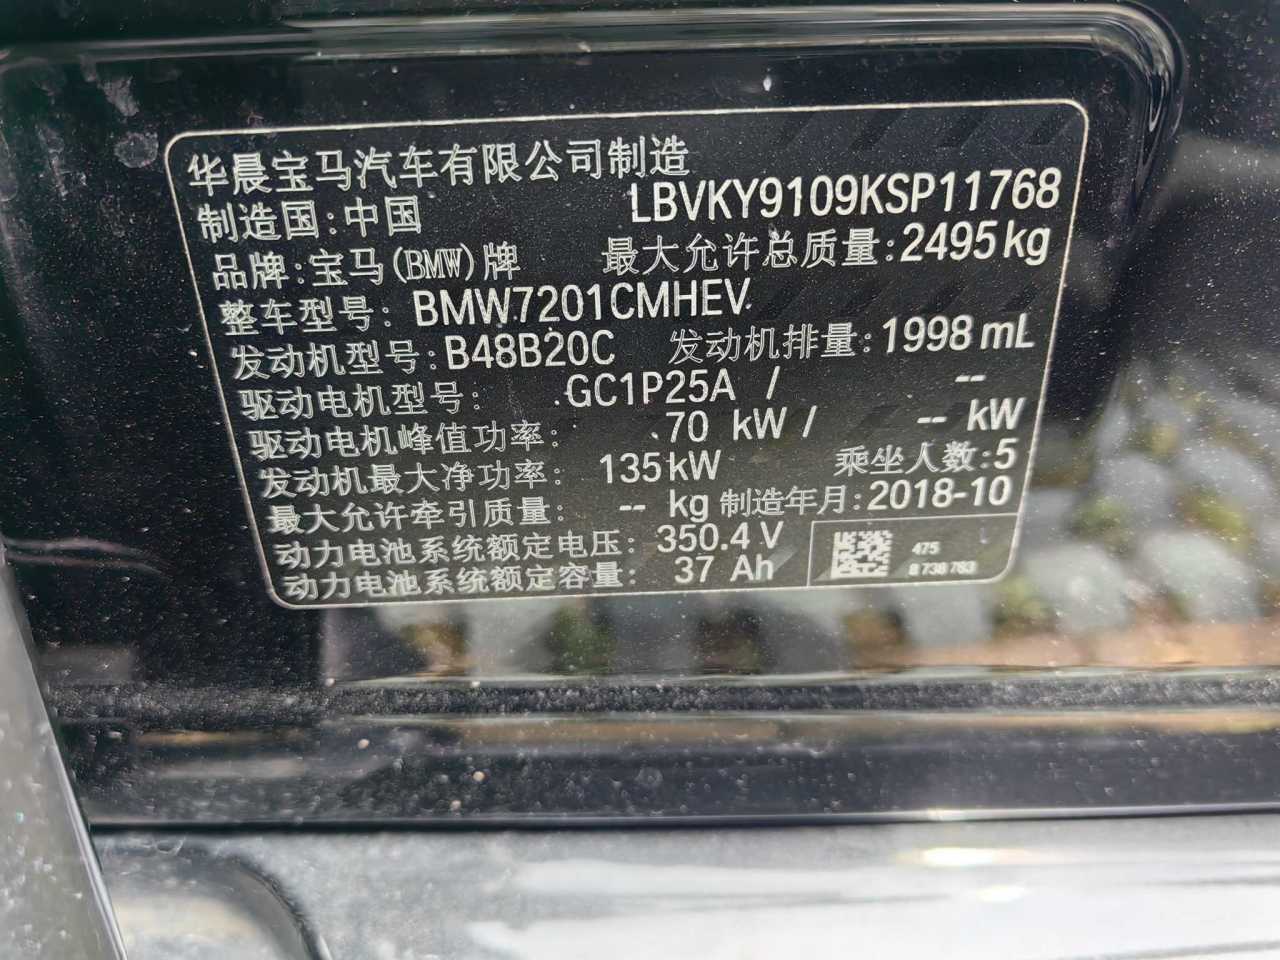 华晨宝马汽车有限公司制造
制造国:中国 LBVKY9109KSP11768
品牌:宝马(BMW)牌 最大允许总质量:2495kg
整车型号: BMW7201CMHEV
发动机型号:B48B20C 发动机排量:1998 mL
驱动电机型号: GC1P25A / --
驱动电机峰值功率: 70 kW / -- kW
发动机最大净功率: 135kW 乘坐人数:5
最大允许牵引质量: -- kg 制造年月:2018-10
动力电池系统额定电压: 350.4 V
动力电池系统额定容量: 37 Ah
475
8 738 783